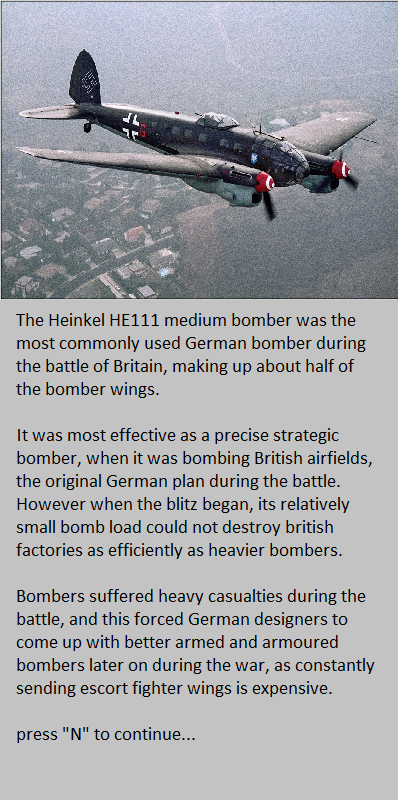 The Heinkel HE111 medium bomber was the
most commonly used German bomber during
the battle of Britain, making up about half of
the bomber wings.
It was most effective as a precise strategic
bomber, when it was bombing British airfields,
the original German plan during the battle.
However when the blitz began, its relatively
small bomb load could not destroy british
factories as efficiently as heavier bombers.
Bombers suffered heavy casualties during the
battle, and this forced German designers to
come up with better armed and armoured
bombers later on during the war, as constantly
sending escort fighter wings is expensive.
press "N" to continue...